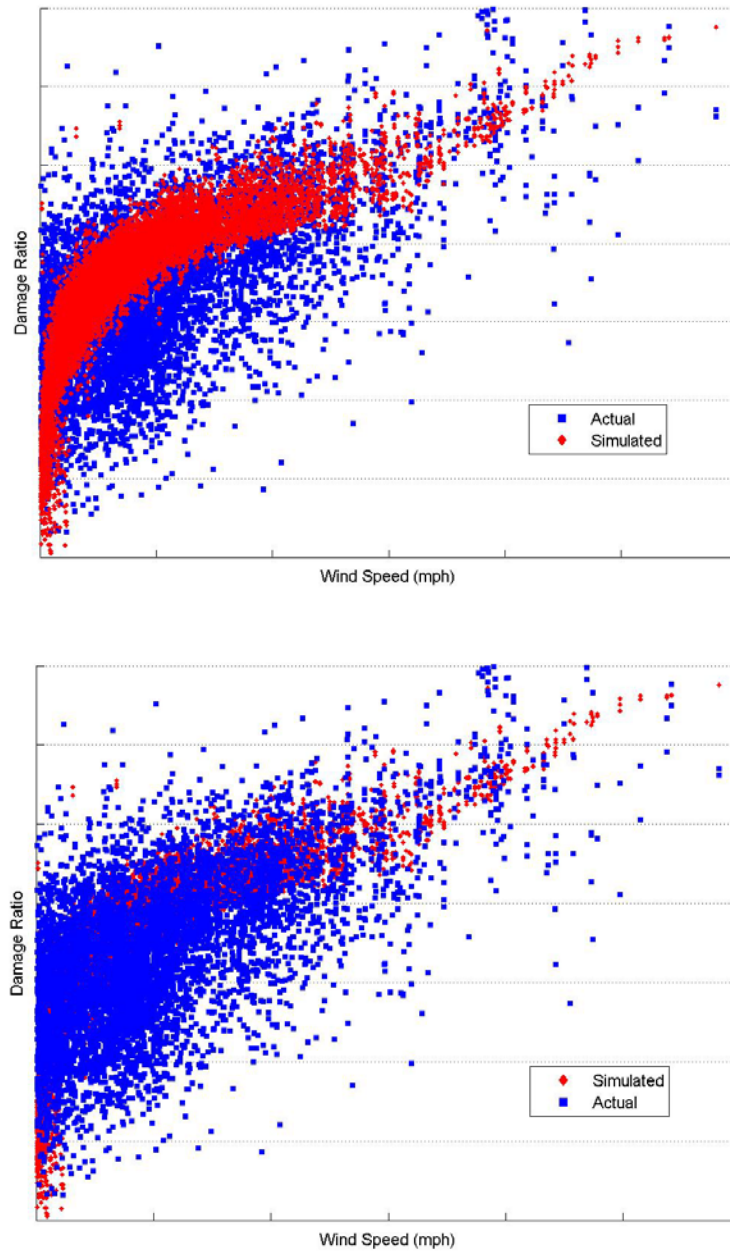 Damage Ratio
Actual
Simulated
Wind Speed (mph)
Damage Ratio
Simulated
Actual
Wind Speed (mph)